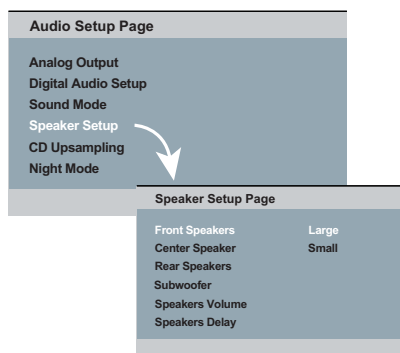 Audio Setup Page
Analog Output
Digital Audio Setup
Sound Mode
Speaker Setup
CD Upsampling
Night Mode
Speaker Setup Page
Front Speakers Large
Center Speaker Small
Rear Speakers
Subwoofer
Speakers Volume
Speakers Delay